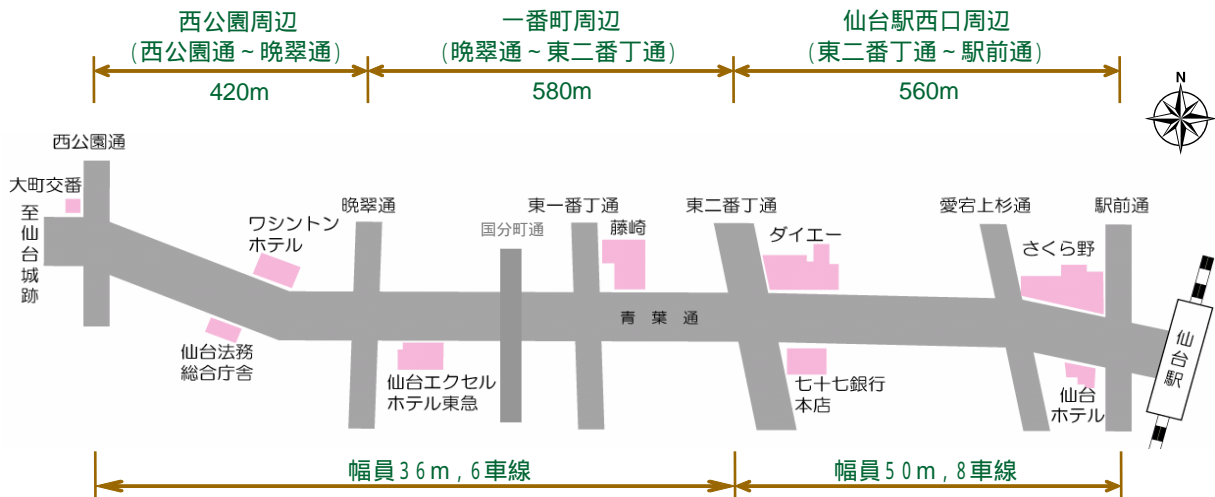 西公園周辺
(西公園通~晩翠通)
420m
一番町周辺
(晩翠通~東二番丁通)
580m
仙台駅西口周辺
(東二番丁通~駅前通)
560m
N
西公園通
大町交番
至仙台城跡
ワシントン
ホテル
仙台法務
総合庁舎
晩翠通
仙台エクセル
ホテル東急
国分町通
東一番丁通
藤崎
青葉通
東二番丁通
ダイエー
七十七銀行
本店
愛宕上杉通
さくら野
駅前通
仙台
ホテル
仙台駅
幅員36m,6車線
幅員50m,8車線